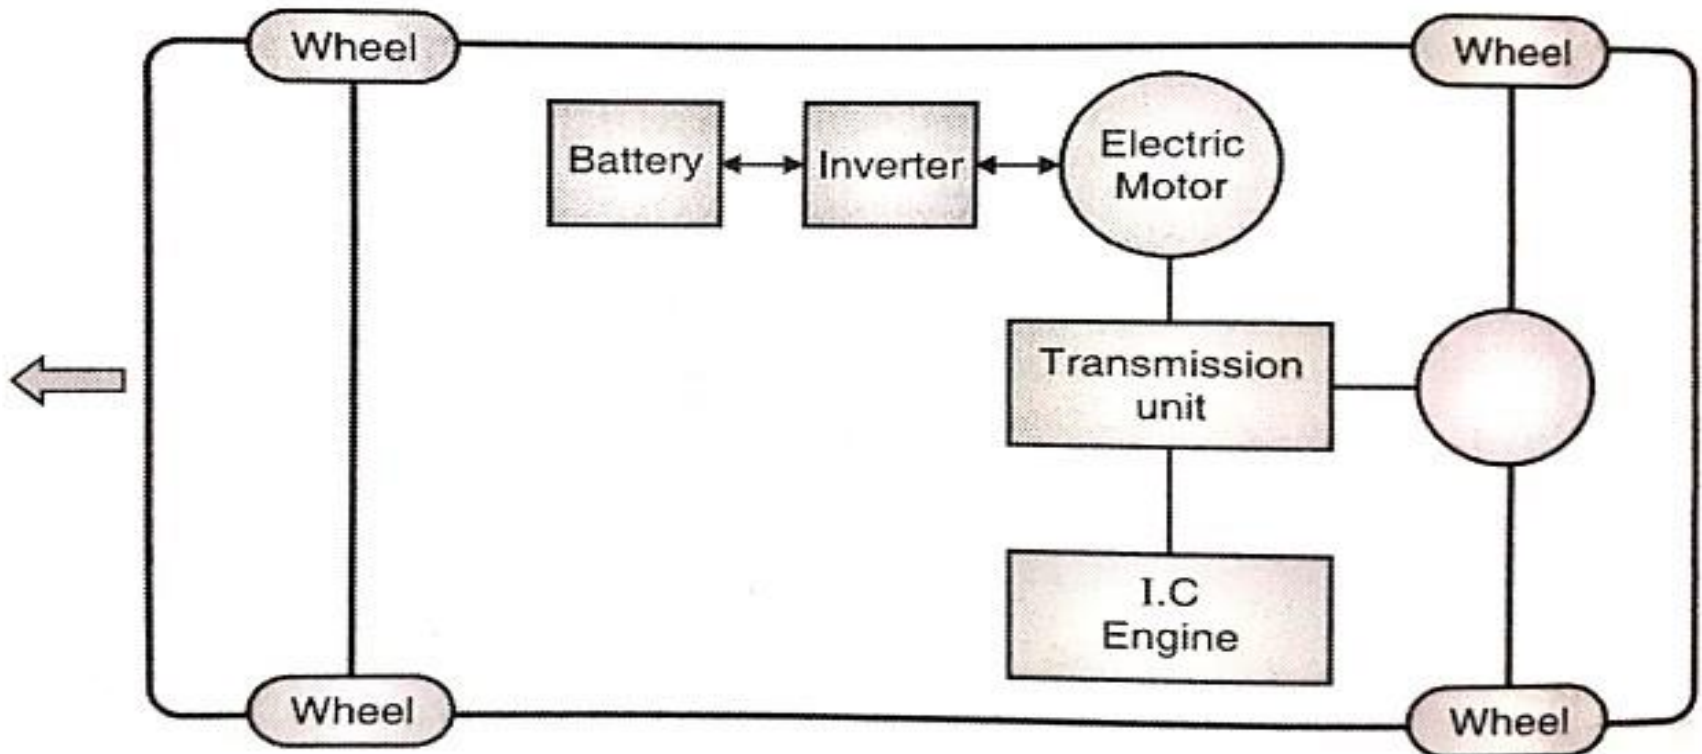 Wheel
Wheel
Battery
Inverter
Electric
Motor
Transmission
unit
I.C
Engine
Wheel
Wheel